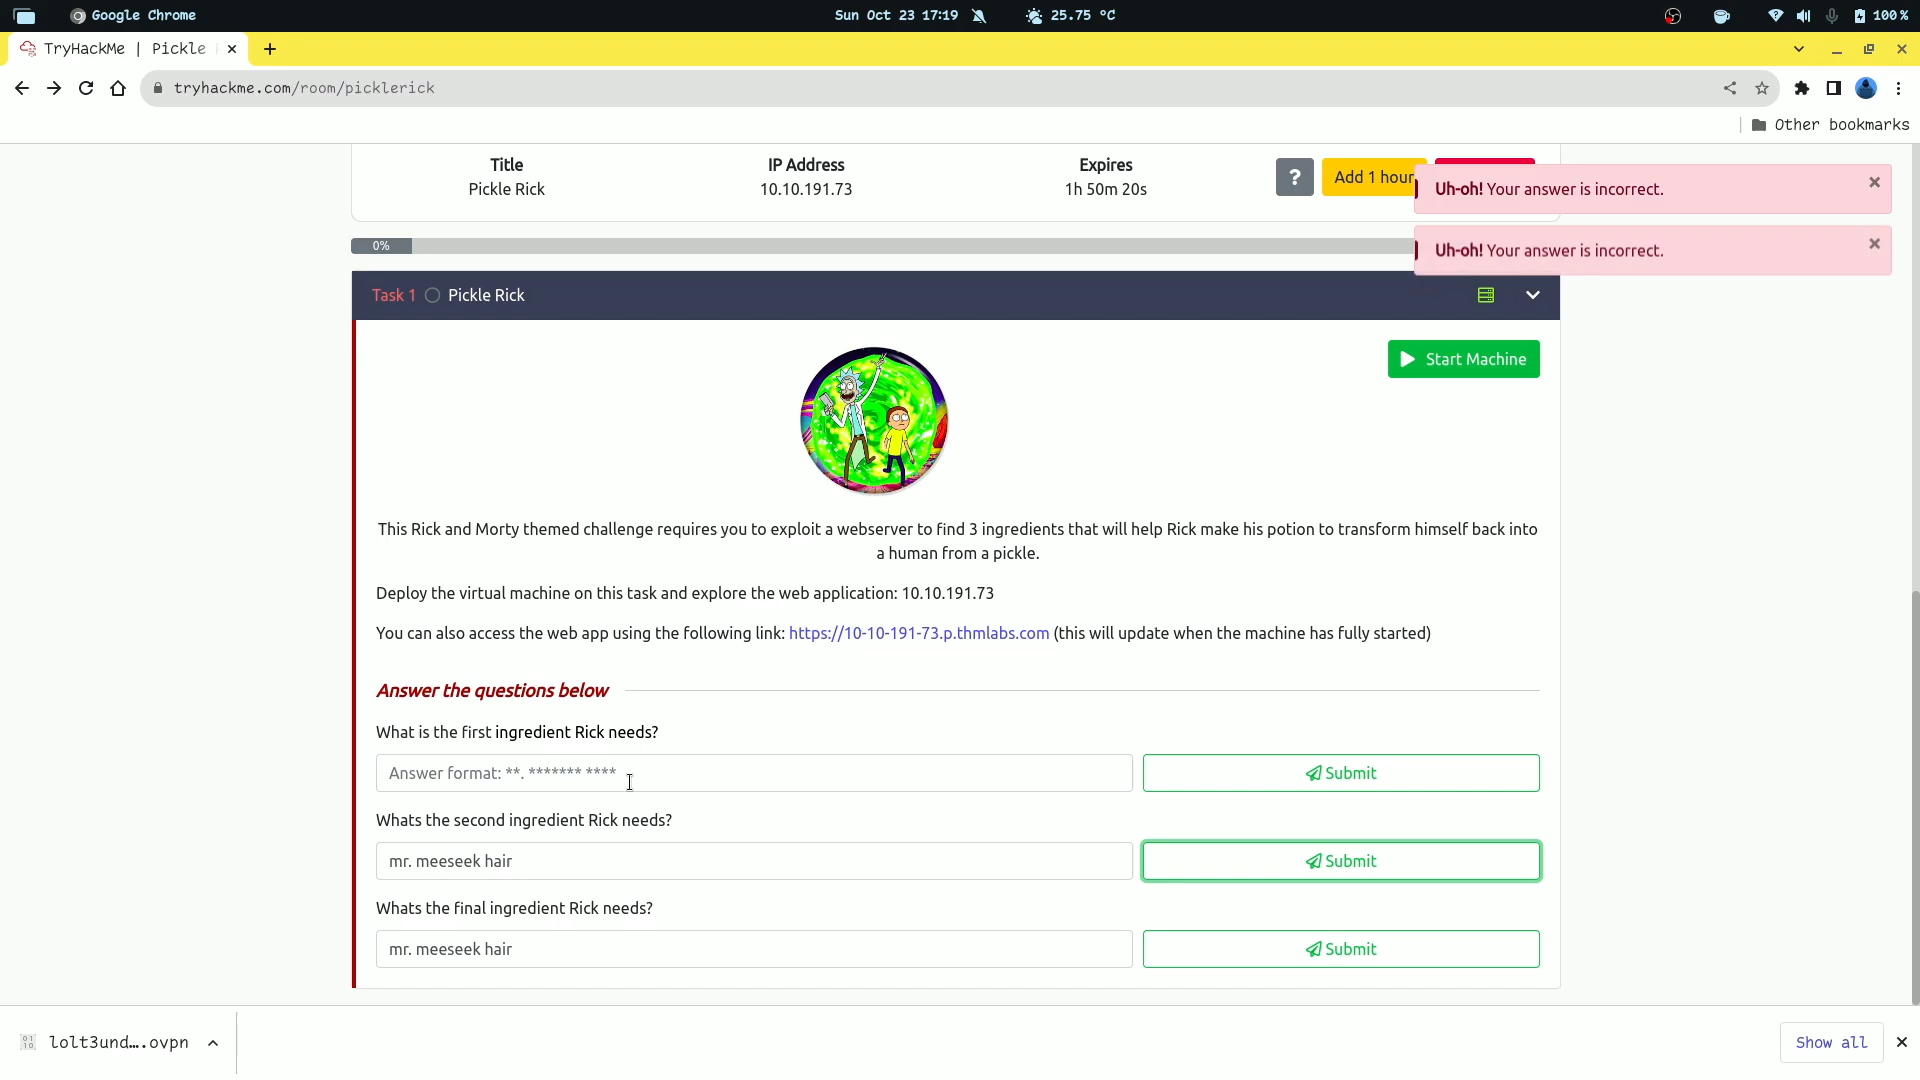 Google Chrome
Sun Oct 23 17:19
25.75 °C
100%
TryHackMe | Pickle
tryhackme.com/room/picklerick
Other bookmarks
Title
IP Address
Expires
Pickle Rick
10.10.191.73
1h 50m 20s
?
Add 1 hour
Uh-oh! Your answer is incorrect.
0%
Uh-oh! Your answer is incorrect.
Task 1
Pickle Rick
Start Machine
This Rick and Morty themed challenge requires you to exploit a webserver to find 3 ingredients that will help Rick make his potion to transform himself back into
a human from a pickle.
Deploy the virtual machine on this task and explore the web application: 10.10.191.73
You can also access the web app using the following link: https://10-10-191-73.p.thmlabs.com (this will update when the machine has fully started)
Answer the questions below
What is the first ingredient Rick needs?
Answer format: **. ******* ****
Submit
Whats the second ingredient Rick needs?
mr. meeseek hair
Submit
Whats the final ingredient Rick needs?
mr. meeseek hair
Submit
lolt3und....ovpn
Show all